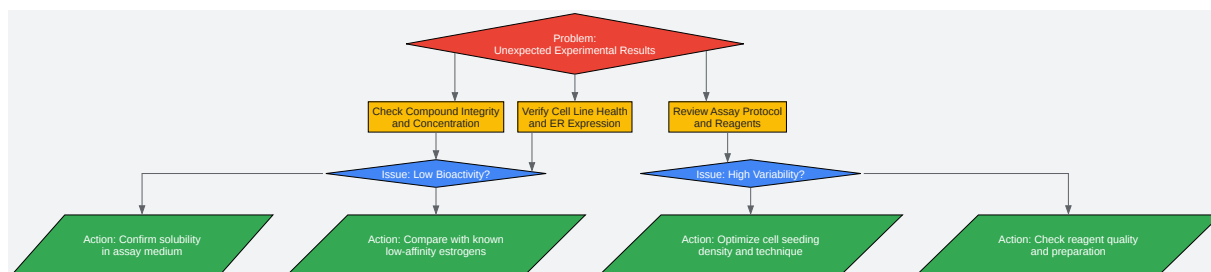 Problem:
Unexpected Experimental Results
Check Compound Integrity
and Concentration
Verify Cell Line Health
and ER Expression
Review Assay Protocol
and Reagents
Issue: Low Bioactivity?
Issue: High Variability?
Action: Confirm solubility
in assay medium
Action: Compare with known
low-affinity estrogens
Action: Optimize cell seeding
density and technique
Action: Check reagent quality
and preparation